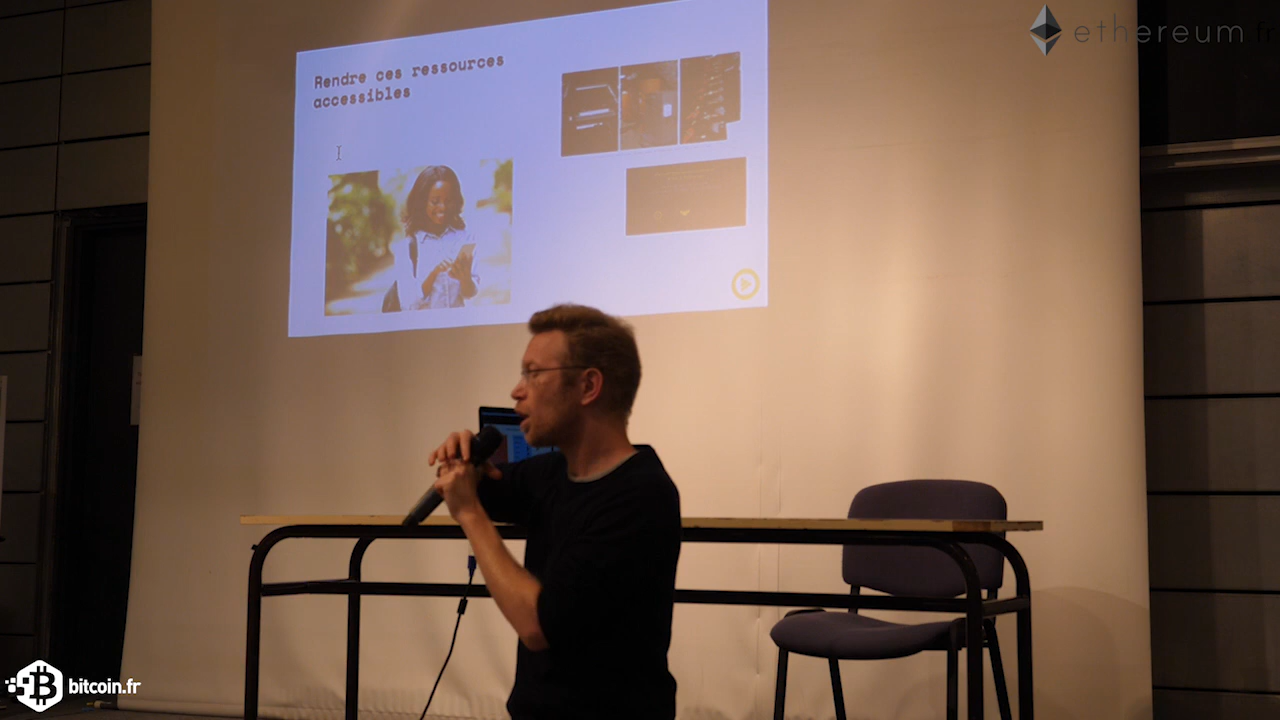 Rendre ces ressources
accessibles
ethereum.fr
bitcoin.fr